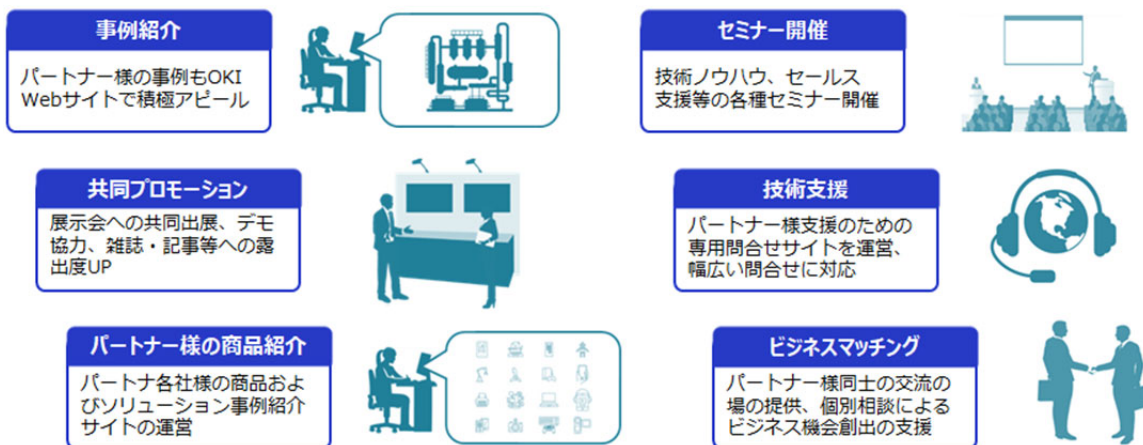 事例紹介
パートナー様の事例もOKI
Webサイトで積極アピール
セミナー開催
技術ノウハウ、セールス
支援等の各種セミナー開催
共同プロモーション
展示会への共同出展、デモ
協力、雑誌・記事等への露
出度UP
技術支援
パートナー様支援のための
専用問合せサイトを運営、
幅広い問合せに対応
パートナー様の商品紹介
パートナ各社様の商品およ
びソリューション事例紹介
サイトの運営
ビジネスマッチング
パートナー様同士の交流の
場の提供、個別相談による
ビジネス機会創出の支援